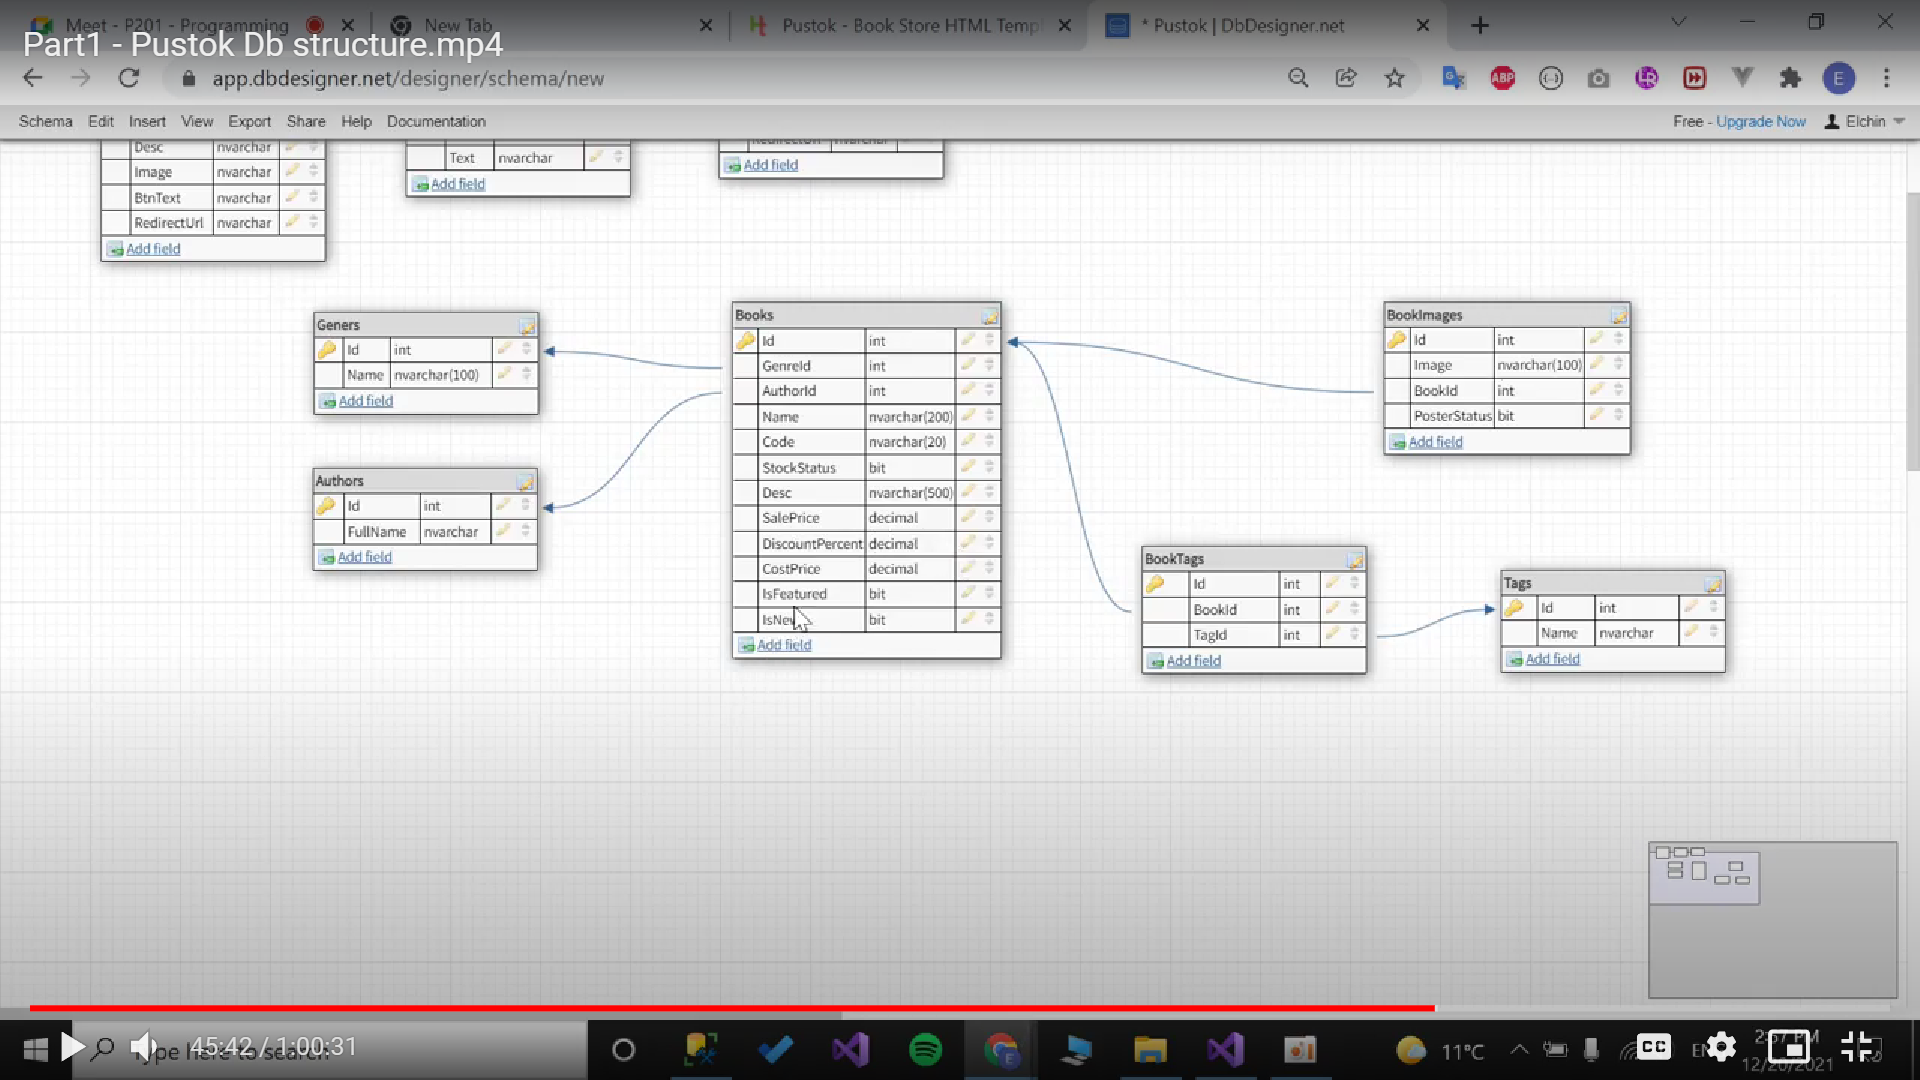 Meet - P201 - Programming
New Tab
Pustok - Book Store HTML Templ
* Pustok | DbDesigner.net
Part1 - Pustok Db structure.mp4
app.dbdesigner.net/designer/schema/new
ABP
E
Schema Edit Insert View Export Share Help Documentation
Free - Upgrade Now Elchin
Desc nvarchar
Image nvarchar
BtnText nvarchar
RedirectUrl nvarchar
Add field
Text nvarchar
Add field
RedirectUrl nvarchar
Add field
Geners
Id int
Name nvarchar(100)
Add field
Authors
Id int
FullName nvarchar
Add field
Books
Id int
GenreId int
AuthorId int
Name nvarchar(200)
Code nvarchar(20)
StockStatus bit
Desc nvarchar(500)
SalePrice decimal
DiscountPercent decimal
CostPrice decimal
IsFeatured bit
IsNew bit
Add field
BookImages
Id int
Image nvarchar(100)
BookId int
PosterStatus bit
Add field
BookTags
Id int
BookId int
TagId int
Add field
Tags
Id int
Name nvarchar
Add field
Type here to search
45:42 / 1:00:31
E
11°C
CC
2:57 PM
12/20/2021